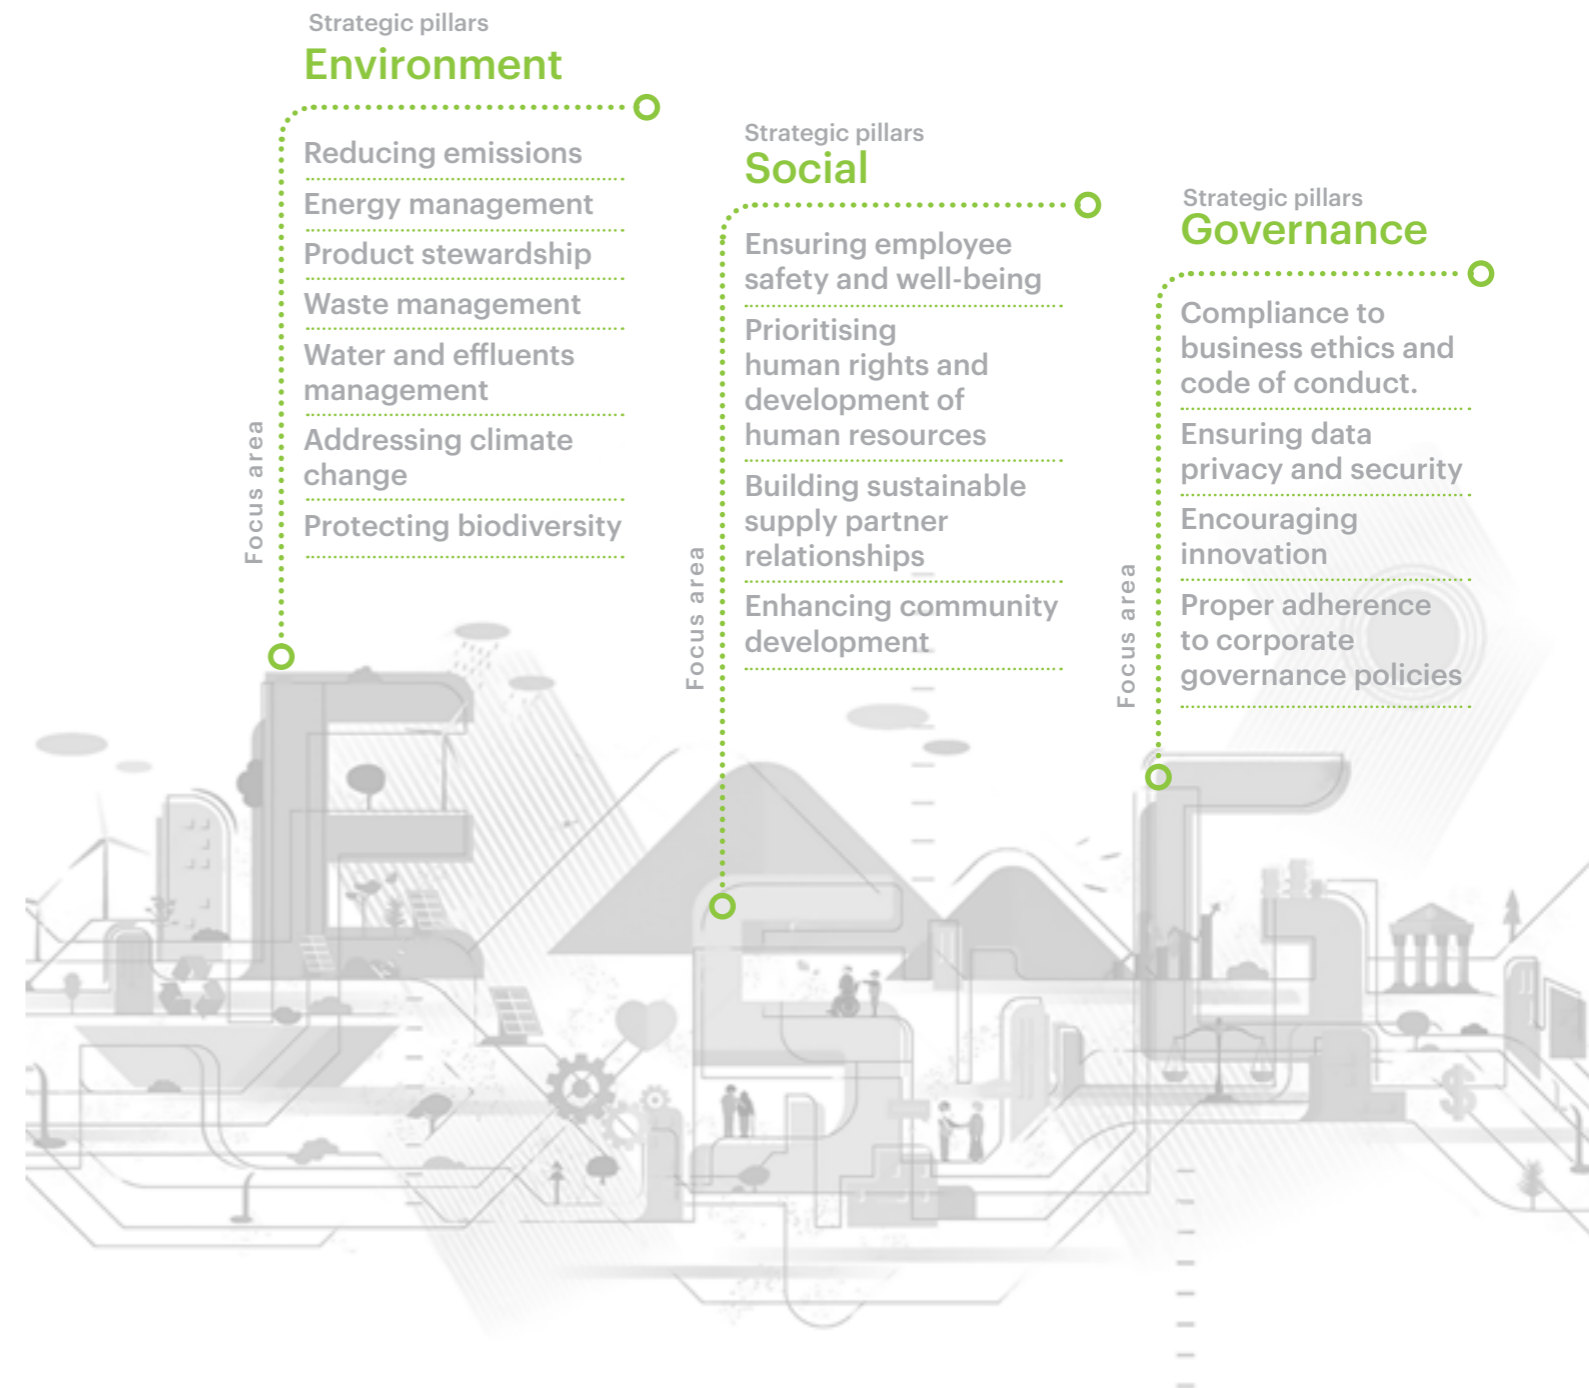 Strategic pillars
Environment
Reducing emissions
Energy management
Product stewardship
Waste management
Water and effluents
management
Addressing climate
change
Protecting biodiversity
Focus area
Strategic pillars
Social
Ensuring employee
safety and well-being
Prioritising
human rights and
development of
human resources
Building sustainable
supply partner
relationships
Enhancing community
development
Focus area
Strategic pillars
Governance
Compliance to
business ethics and
code of conduct.
Ensuring data
privacy and security
Encouraging
innovation
Proper adherence
to corporate
governance policies
Focus area
E
S
G
$